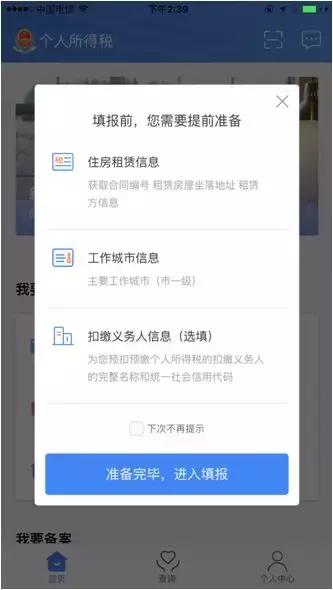 中国电信
下午2:39
个人所得税
填报前，您需要提前准备
住房租赁信息
获取合同编号 租赁房屋坐落地址 租赁
方信息
工作城市信息
主要工作城市（市一级）
扣缴义务人信息（选填）
为您预扣预缴个人所得税的扣缴义务人
的完整名称和统一社会信用代码
下次不再提示
准备完毕，进入填报
我要
我要备案
首页
查询
个人中心